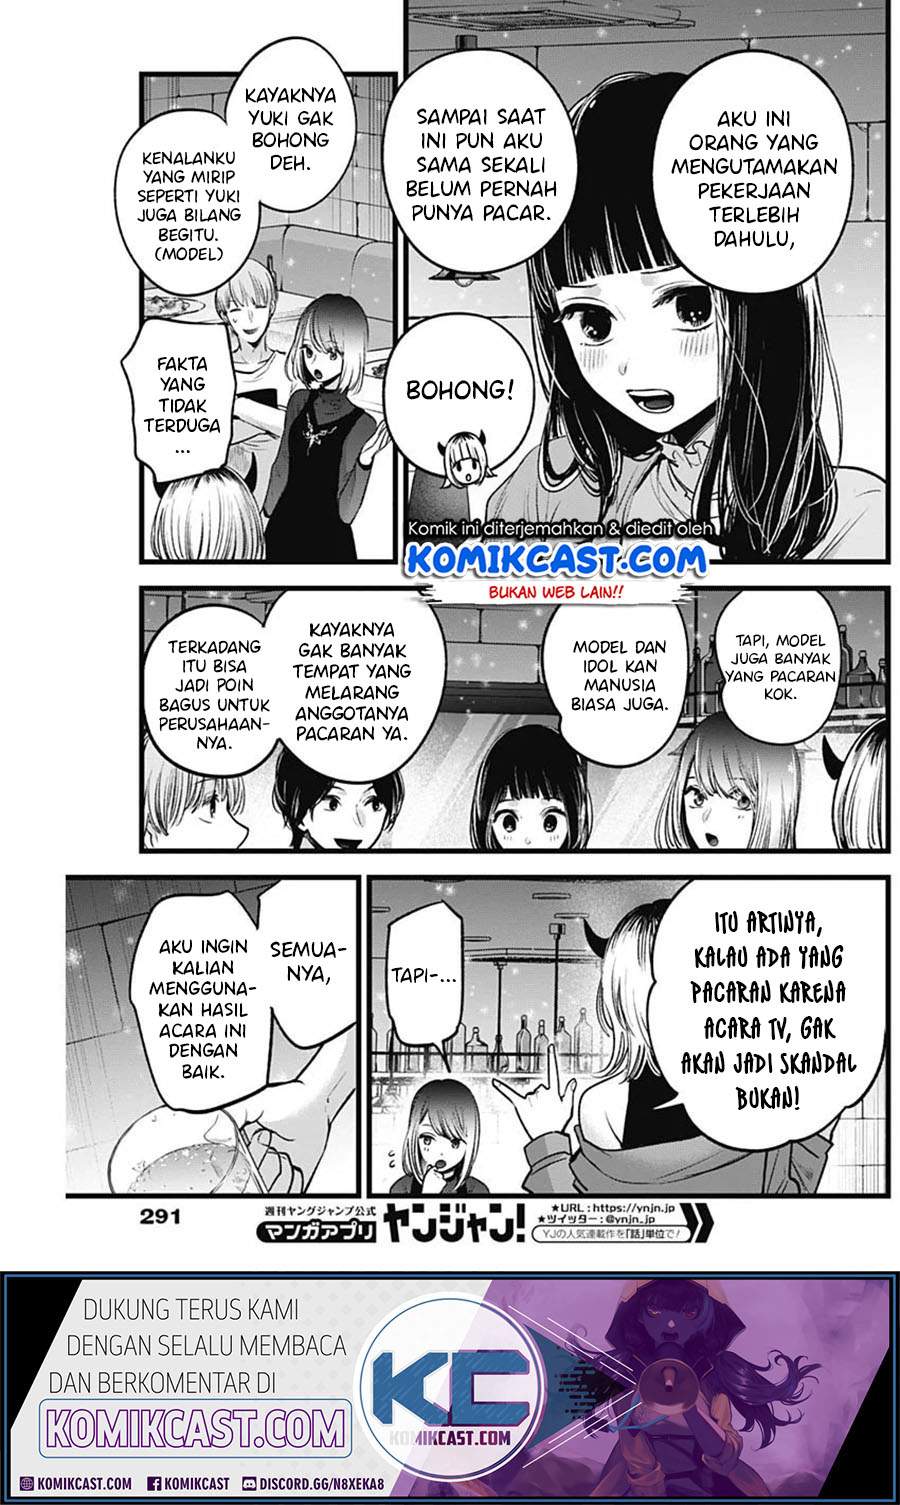 AKU INI
ORANG YANG
MENGUTAMAKAN
PEKERJAAN
TERLEBIH
DAHULU,
SAMPAI SAAT
INI PUN AKU
SAMA SEKALI
BELUM PERNAH
PUNYA PACAR.
BOHONG!
KAYAKNYA
YUKI GAK
BOHONG
DEH.
KENALANKU
YANG MIRIP
SEPERTI YUKI
JUGA BILANG
BEGITU.
(MODEL)
FAKTA
YANG
TIDAK
TERDUGA
...
Komik ini diterjemahkan & diedit oleh
KOMIKCAST.COM
BUKAN WEB LAIN!!
TAPI, MODEL
JUGA BANYAK
YANG PACARAN
KOK.
MODEL DAN
IDOL KAN
MANUSIA
BIASA JUGA.
KAYAKNYA
GAK BANYAK
TEMPAT YANG
MELARANG
ANGGOTANYA
PACARAN YA.
TERKADANG
ITU BISA
JADI POIN
BAGUS UNTUK
PERUSAHAAN-
NYA.
ITU ARTINYA,
KALAU ADA YANG
PACARAN KARENA
ACARA TV, GAK
AKAN JADI SKANDAL
BUKAN!
TAPI-...
SEMUA-
NYA,
AKU INGIN
KALIAN
MENGGUNA-
KAN HASIL
ACARA INI
DENGAN
BAIK.
291
週刊ヤングジャンプ公式
マンガアプリ
ヤンジャン!
★URL:https://ynjn.jp
★ツイッター:@ynjn_jp
YJの人気連載作を「話」単位で!
DUKUNG TERUS KAMI
DENGAN SELALU MEMBACA
DAN BERKOMENTAR DI
KOMIKCAST.COM
KC
KOMIKCAST.COM
KOMIKCAST.COM
KOMIKCAST
DISCORD.GG/N8XEKA8